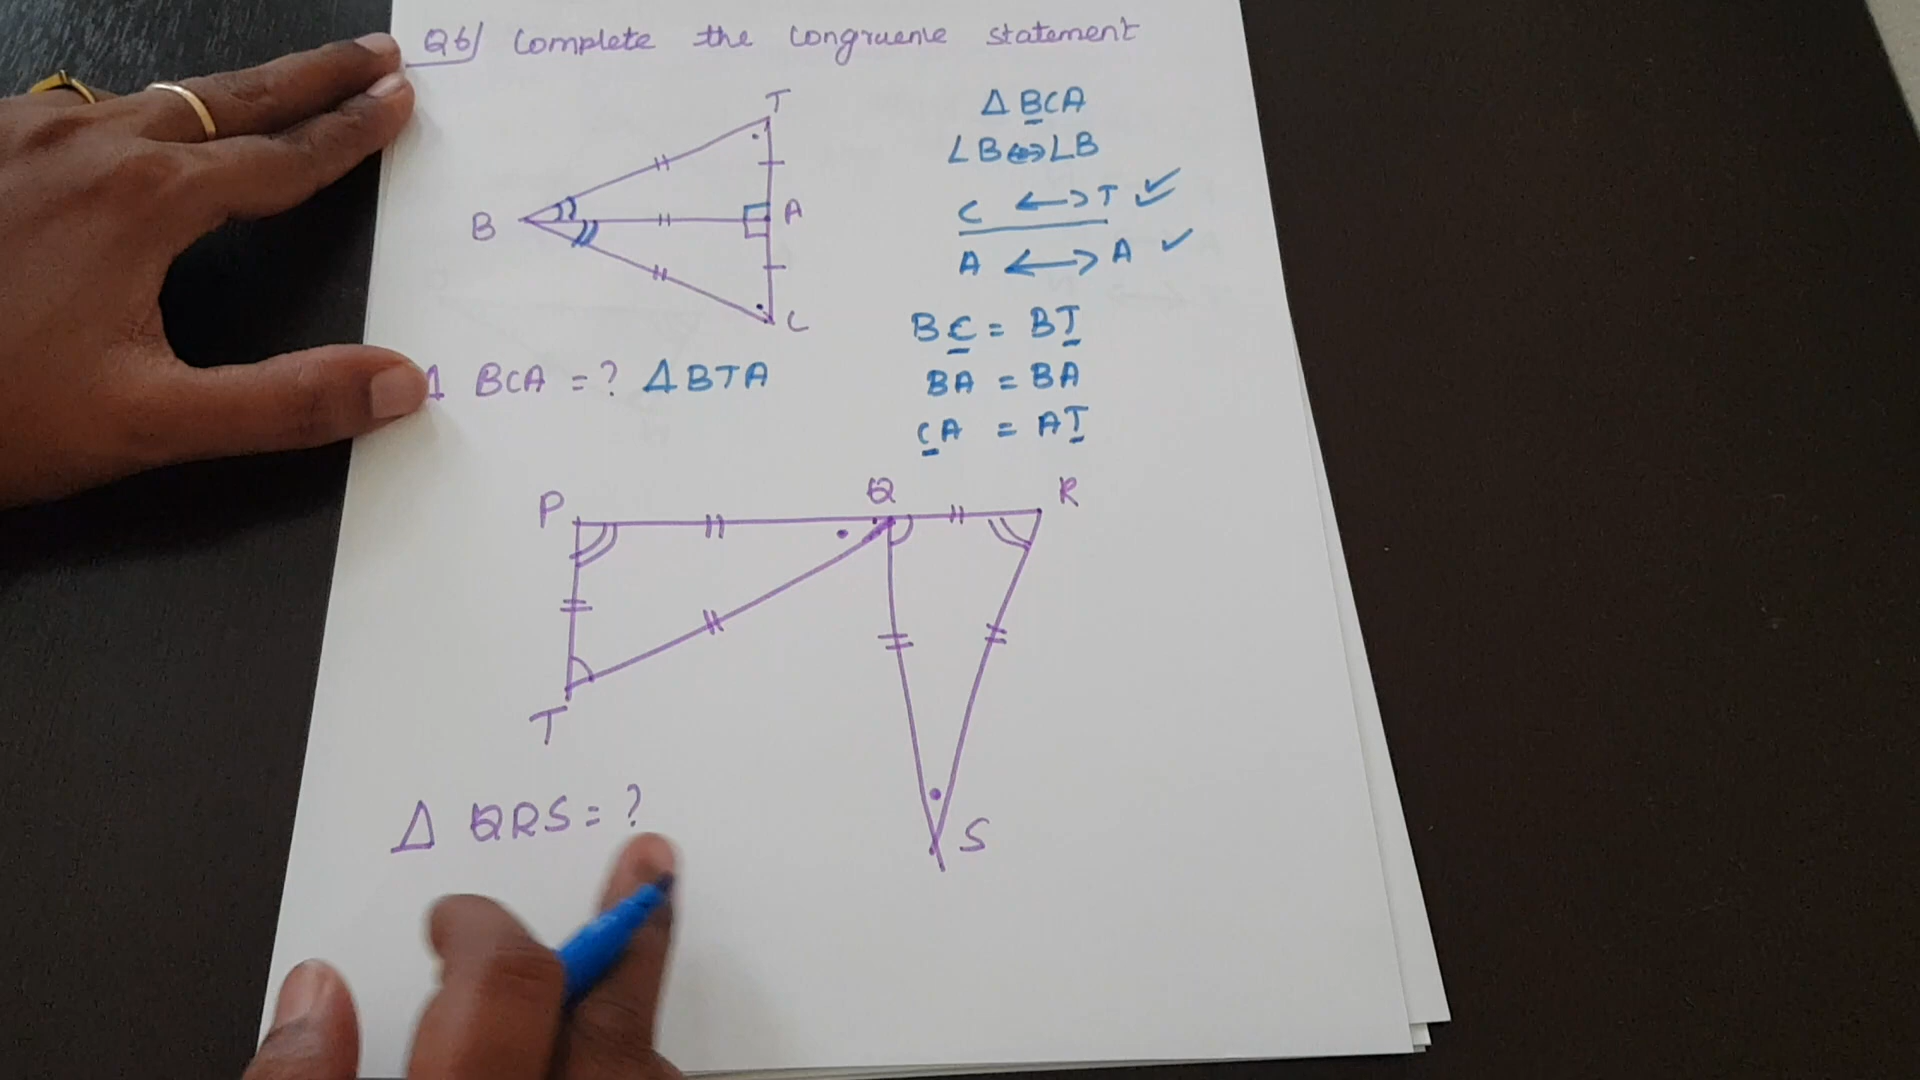 Q6/ Complete the congruence statement
T
B
A
C
Δ BCA
∠B↔∠B
C ↔ T ✓
A ↔ A ✓
BC = BT
BA = BA
CA = AT
Δ BCA = ? Δ BTA
P
Q
R
T
S
Δ QRS = ?